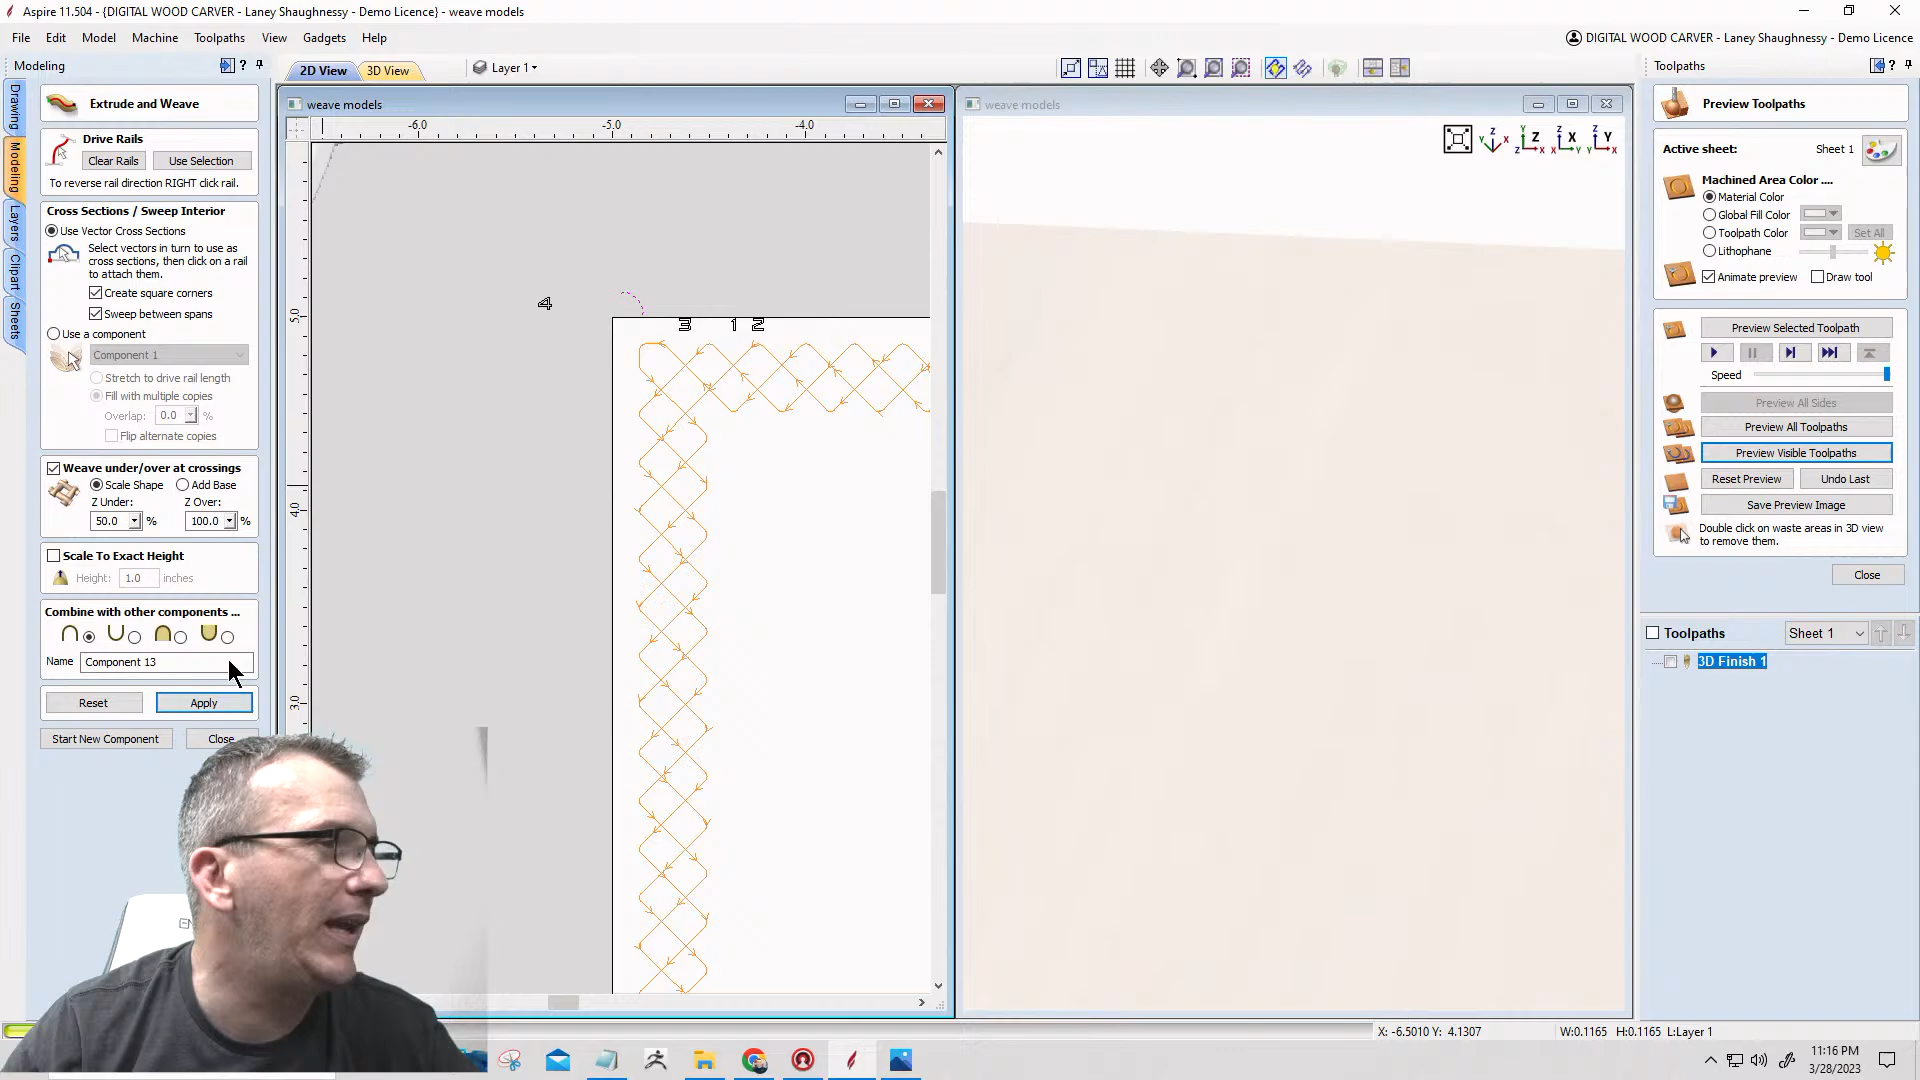 Aspire 11.504 - {DIGITAL WOOD CARVER - Laney Shaughnessy - Demo Licence} - weave models
File Edit Model Machine Toolpaths View Gadgets Help
DIGITAL WOOD CARVER - Laney Shaughnessy - Demo Licence
Modeling
2D View
3D View
Layer 1
Toolpaths
Drawing
Modeling
Layers
Clipart
Sheets
Extrude and Weave
Drive Rails
Clear Rails
Use Selection
To reverse rail direction RIGHT click rail.
Cross Sections / Sweep Interior
Use Vector Cross Sections
Select vectors in turn to use as
cross sections, then click on a rail
to attach them.
Create square corners
Sweep between spans
Use a component
Component 1
Stretch to drive rail length
Fill with multiple copies
Overlap: 0.0 %
Flip alternate copies
Weave under/over at crossings
Scale Shape
Add Base
Z Under: Z Over:
50.0 % 100.0 %
Scale To Exact Height
Height: 1.0 inches
Combine with other components ...
Name Component 13
Reset
Apply
Start New Component
Close
weave models
-6.0 -5.0 -4.0
5.0
4.0
3.0
4
3 1 2
weave models
Preview Toolpaths
Active sheet: Sheet 1
Machined Area Color ....
Material Color
Global Fill Color
Toolpath Color
Set All
Lithophane
Animate preview
Draw tool
Preview Selected Toolpath
Speed
Preview All Sides
Preview All Toolpaths
Preview Visible Toolpaths
Reset Preview
Undo Last
Save Preview Image
Double click on waste areas in 3D view
to remove them.
Close
Toolpaths
Sheet 1
3D Finish 1
X: -6.5010 Y: 4.1307
W:0.1165 H:0.1165 L:Layer 1
11:16 PM
3/28/2023